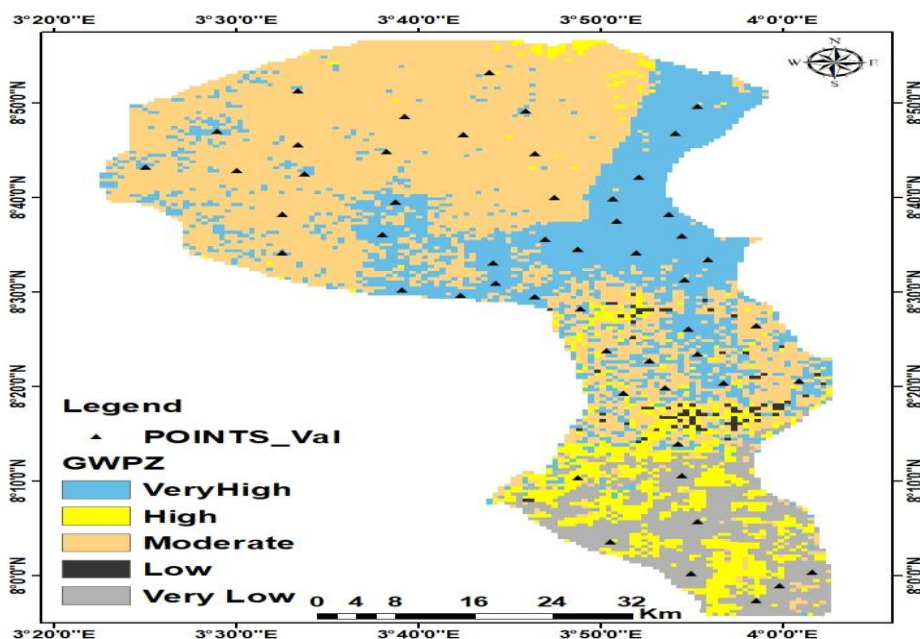 3°20'0"E 3°30'0"E 3°40'0"E 3°50'0"E 4°0'0"E
N
W E
S
8°50'0"N 8°50'0"N
8°40'0"N 8°40'0"N
8°30'0"N 8°30'0"N
8°20'0"N 8°20'0"N
Legend
POINTS_Val
GWPZ
8°10'0"N 8°10'0"N
VeryHigh
High
Moderate
Low
8°0'0"N 8°0'0"N
Very Low
0 4 8 16 24 32
Km
3°20'0"E 3°30'0"E 3°40'0"E 3°50'0"E 4°0'0"E